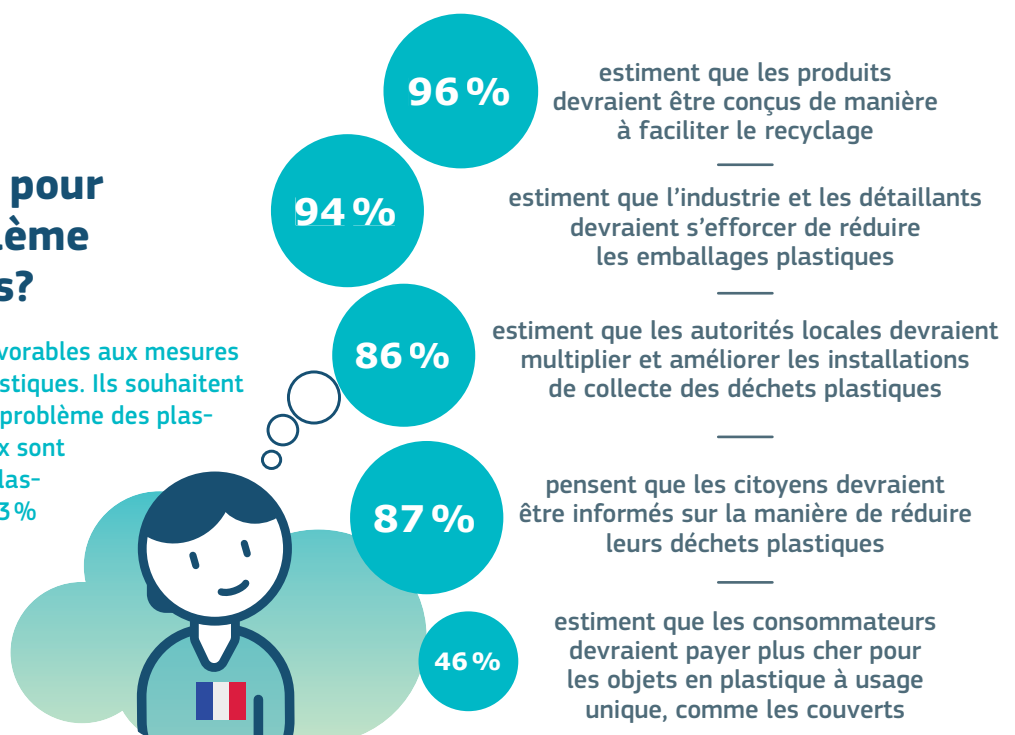 pour
s?
vorables aux mesures
stiques. Ils souhaitent
problème des plas-
x sont
las-
3 %
96 %
estiment que les produits
devraient être conçus de manière
à faciliter le recyclage
94 %
estiment que l’industrie et les détaillants
devraient s’efforcer de réduire
les emballages plastiques
86 %
estiment que les autorités locales devraient
multiplier et améliorer les installations
de collecte des déchets plastiques
87 %
pensent que les citoyens devraient
être informés sur la manière de réduire
leurs déchets plastiques
46 %
estiment que les consommateurs
devraient payer plus cher pour
les objets en plastique à usage
unique, comme les couverts